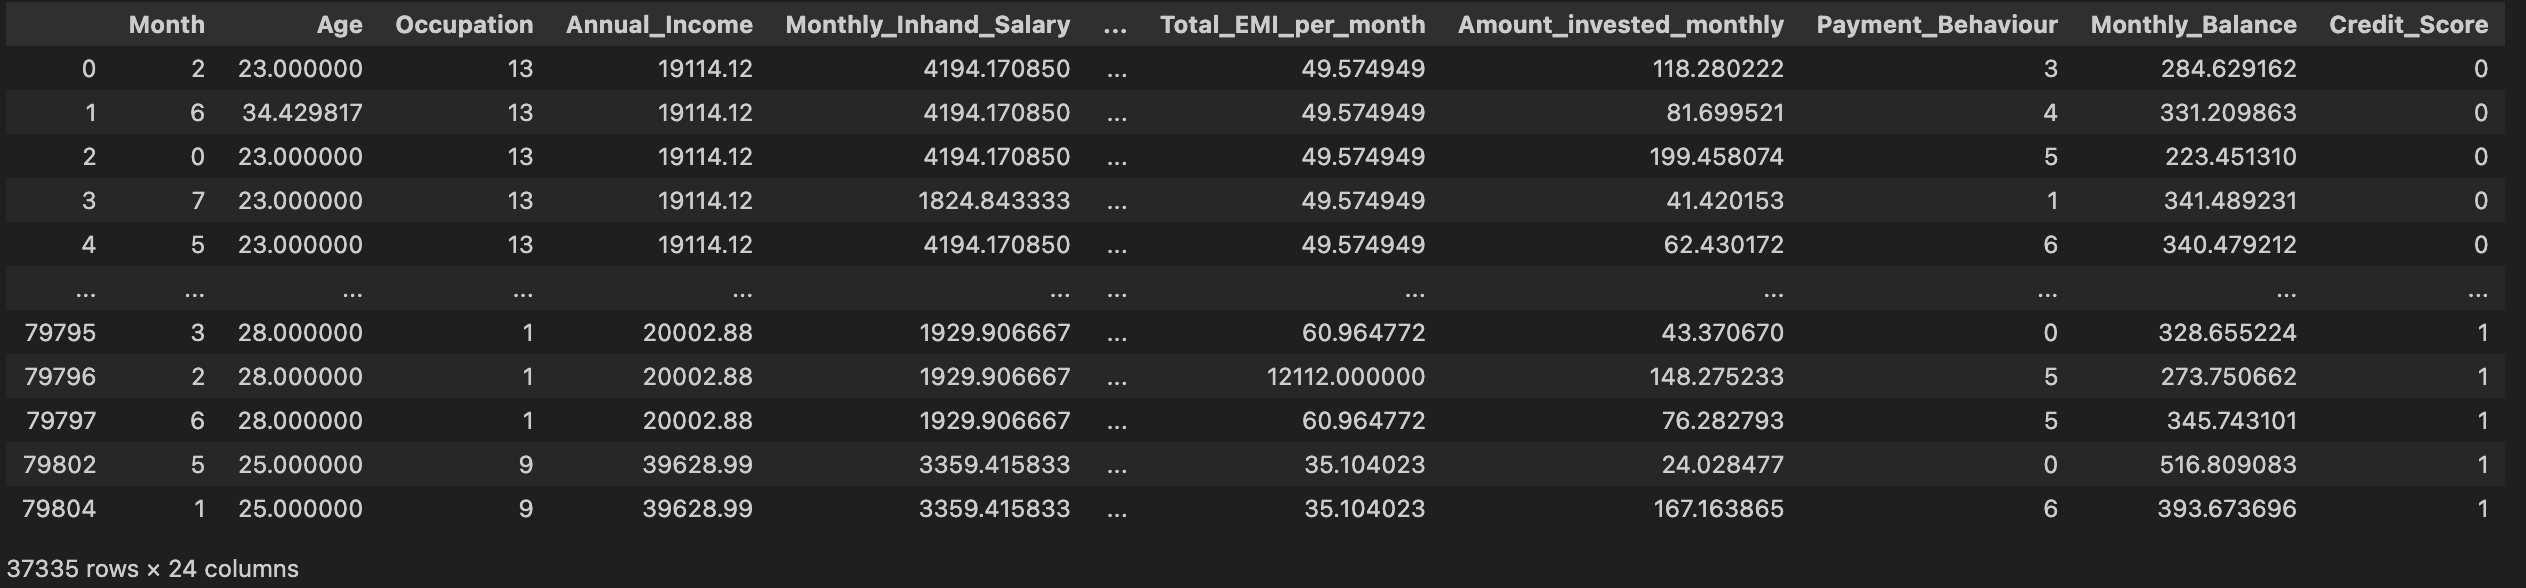 Month Age Occupation Annual_Income Monthly_Inhand_Salary ... Total_EMI_per_month Amount_invested_monthly Payment_Behaviour Monthly_Balance Credit_Score
0 2 23.000000 13 19114.12 4194.170850 ... 49.574949 118.280222 3 284.629162 0
1 6 34.429817 13 19114.12 4194.170850 ... 49.574949 81.699521 4 331.209863 0
2 0 23.000000 13 19114.12 4194.170850 ... 49.574949 199.458074 5 223.451310 0
3 7 23.000000 13 19114.12 1824.843333 ... 49.574949 41.420153 1 341.489231 0
4 5 23.000000 13 19114.12 4194.170850 ... 49.574949 62.430172 6 340.479212 0
... ... ... ... ... ... ... ... ... ... ... ...
79795 3 28.000000 1 20002.88 1929.906667 ... 60.964772 43.370670 0 328.655224 1
79796 2 28.000000 1 20002.88 1929.906667 ... 12112.000000 148.275233 5 273.750662 1
79797 6 28.000000 1 20002.88 1929.906667 ... 60.964772 76.282793 5 345.743101 1
79802 5 25.000000 9 39628.99 3359.415833 ... 35.104023 24.028477 0 516.809083 1
79804 1 25.000000 9 39628.99 3359.415833 ... 35.104023 167.163865 6 393.673696 1
37335 rows × 24 columns